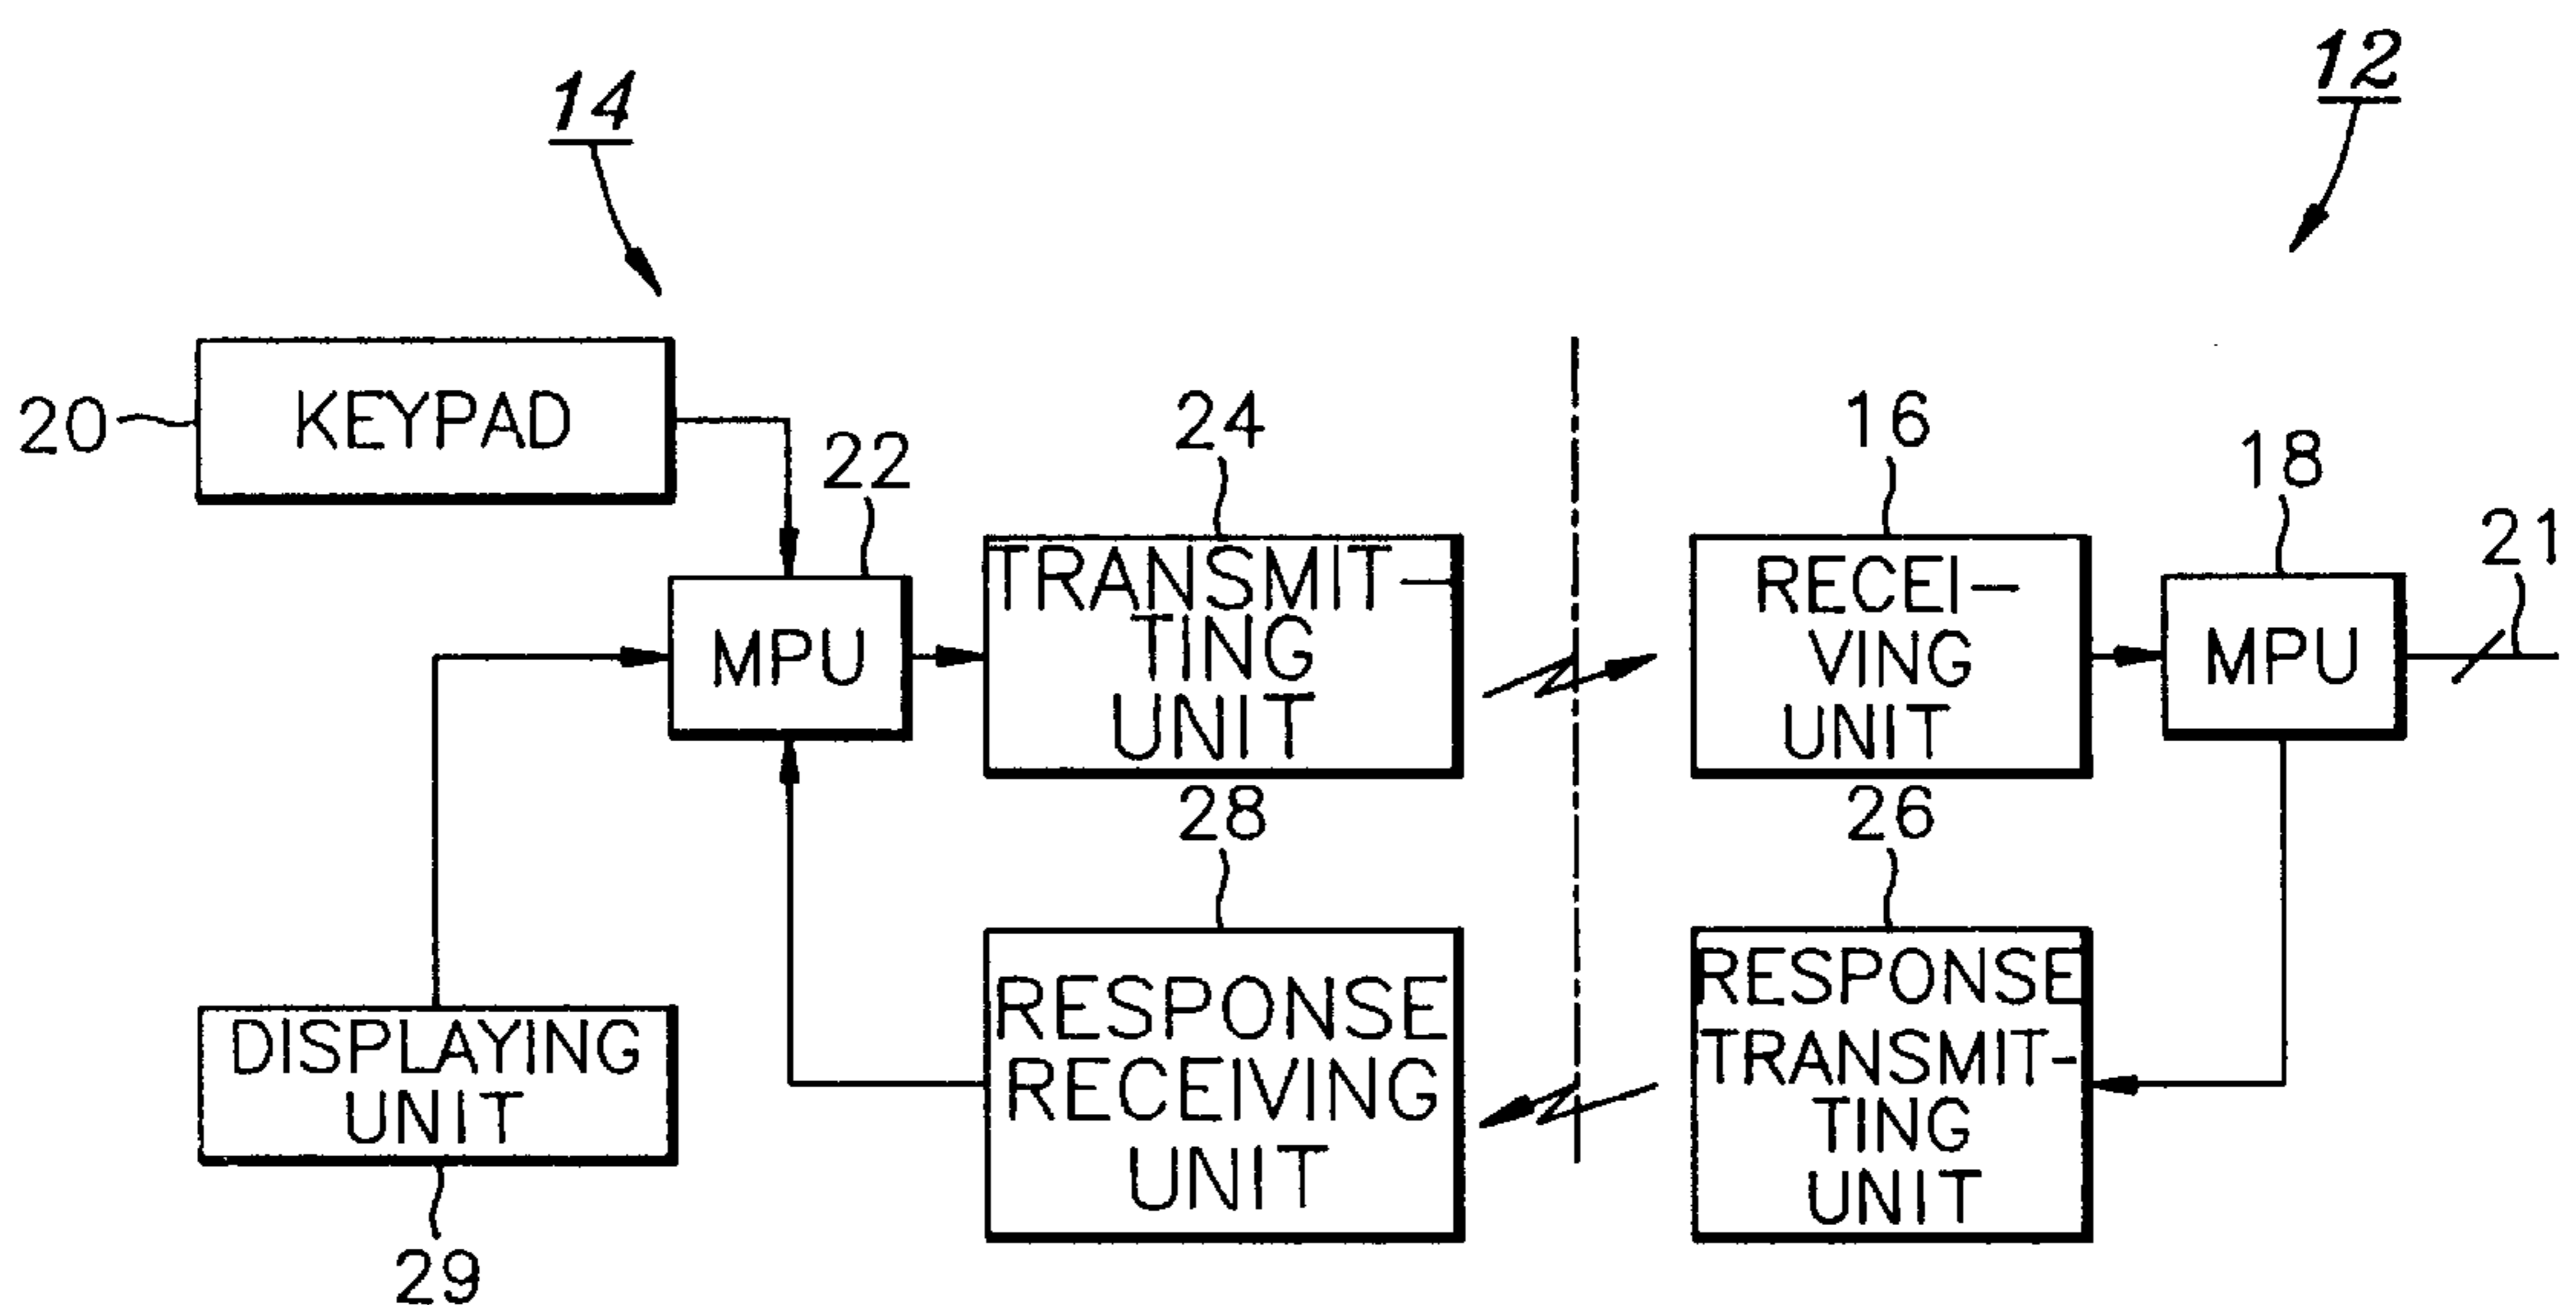 14
12
20
KEYPAD
22
24
16
18
21
MPU
TRANSMIT-
TING
UNIT
RECEI-
VING
UNIT
MPU
28
26
DISPLAYING
UNIT
29
RESPONSE
RECEIVING
UNIT
RESPONSE
TRANSMIT-
TING
UNIT